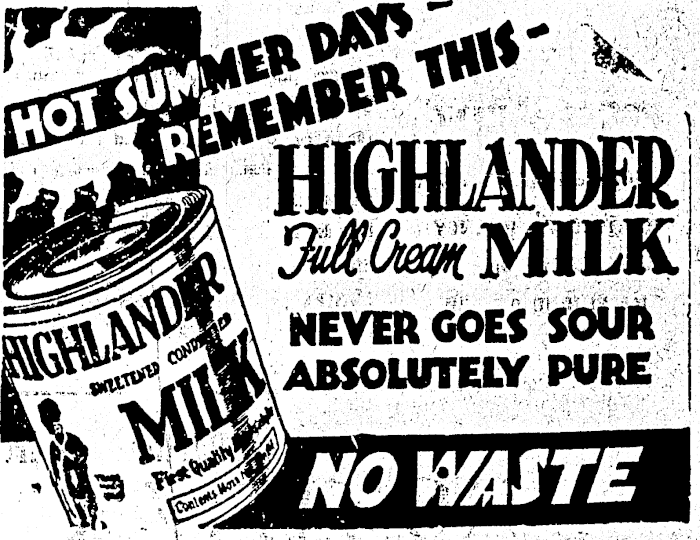 HOT SUMMER DAYS -
REMEMBER THIS -
HIGHLANDER
Full Cream MILK
NEVER GOES SOUR
ABSOLUTELY PURE
NO WASTE
HIGHLANDER
SWEETENED
MILK
First Quality
Contains